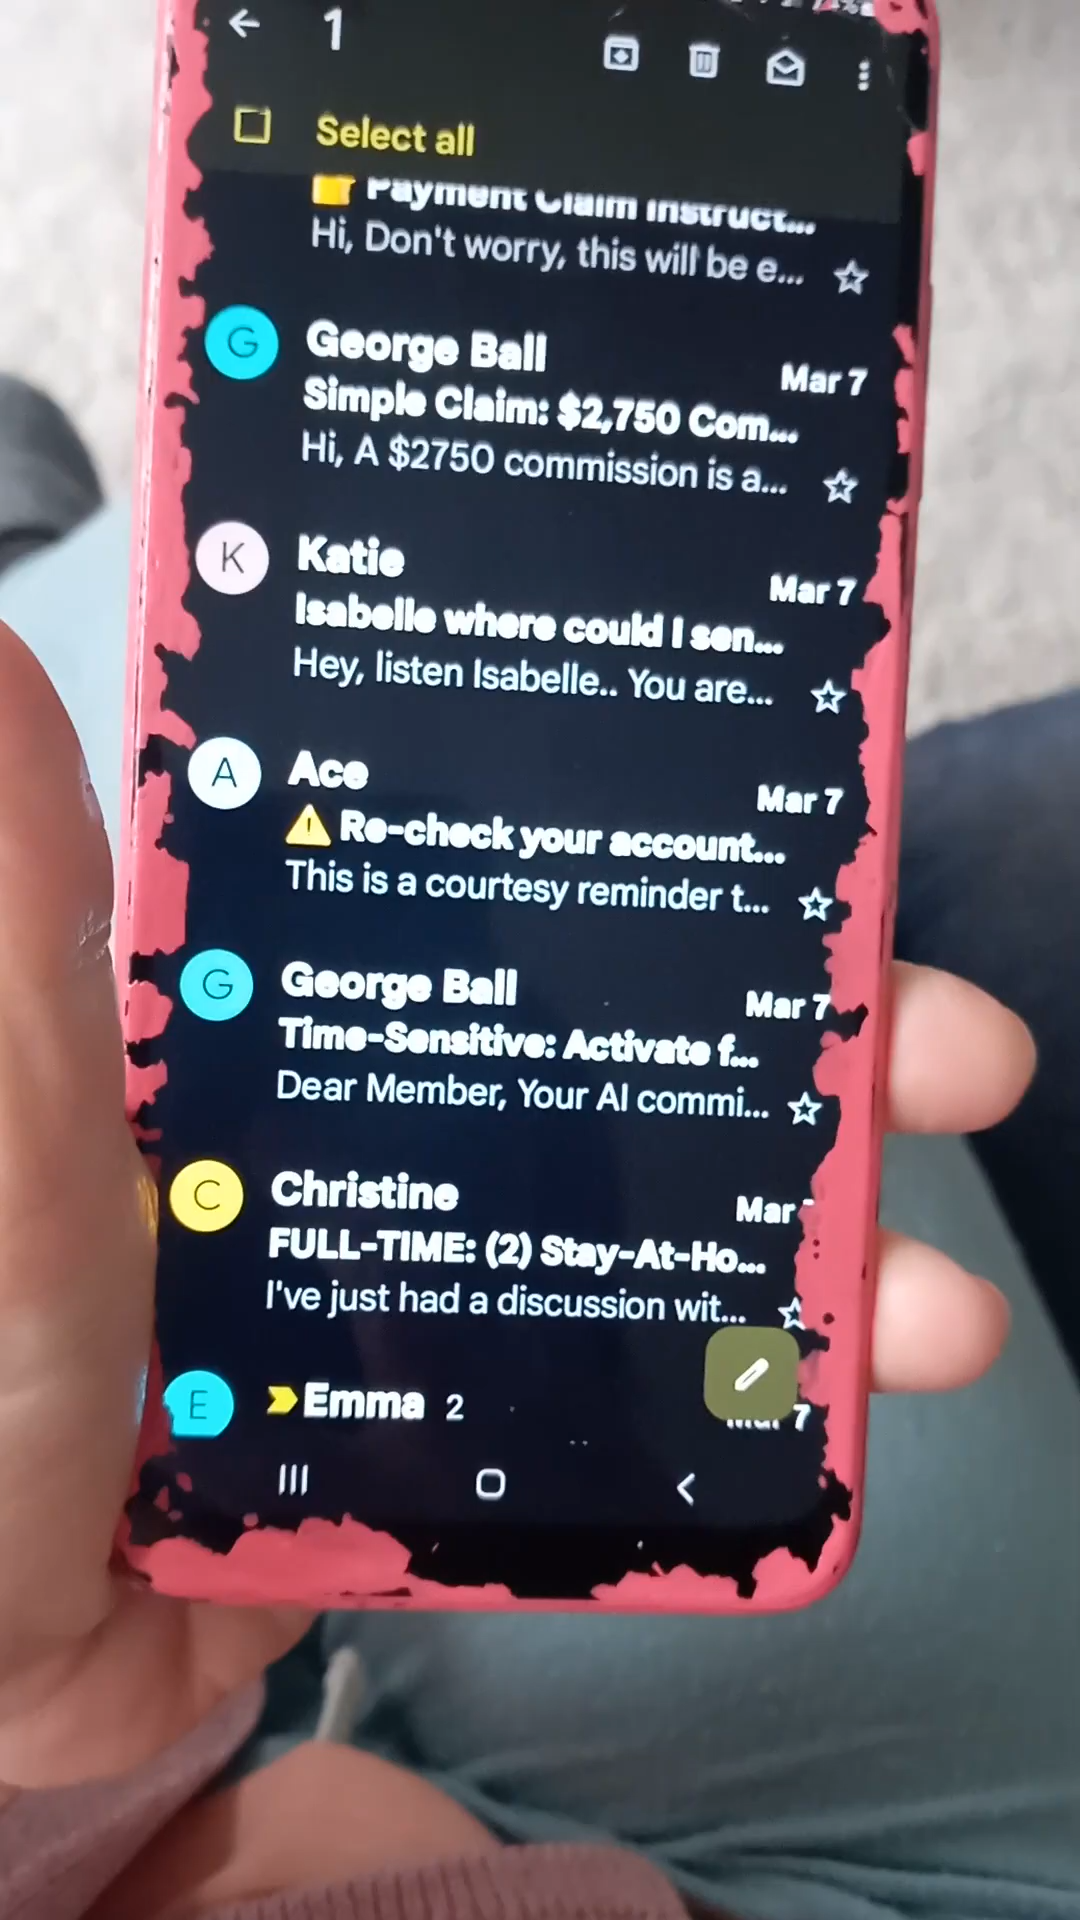 1
Select all
Payment Claim Instruct...
Hi, Don't worry, this will be e...
G
George Ball
Mar 7
Simple Claim: $2,750 Com...
Hi, A $2750 commission is a...
K
Katie
Mar 7
Isabelle where could I sen...
Hey, listen Isabelle.. You are...
A
Ace
Mar 7
⚠️ Re-check your account...
This is a courtesy reminder t...
G
George Ball
Mar 7
Time-Sensitive: Activate f...
Dear Member, Your AI commi...
C
Christine
Mar
FULL-TIME: (2) Stay-At-Ho...
I've just had a discussion wit...
E
Emma 2
Mar 7